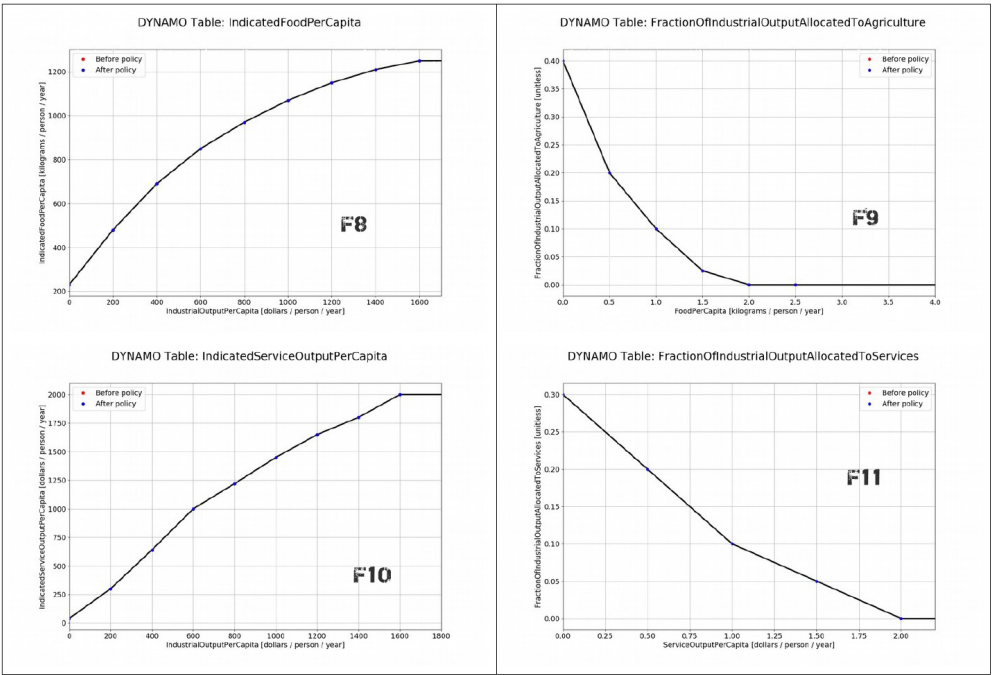 DYNAMO Table: IndicatedFoodPerCapita
Before policy
After policy
IndicatedFoodPerCapita [kilograms / person / year]
1200
1000
800
600
400
200
F8
0 200 400 600 800 1000 1200 1400 1600
IndustrialOutputPerCapita [dollars / person / year]
DYNAMO Table: FractionOfIndustrialOutputAllocatedToAgriculture
Before policy
After policy
FractionOfIndustrialOutputAllocatedToAgriculture [unitless]
0.40
0.35
0.30
0.25
0.20
0.15
0.10
0.05
0.00
F9
0.0 0.5 1.0 1.5 2.0 2.5 3.0 3.5 4.0
FoodPerCapita [kilograms / person / year]
DYNAMO Table: IndicatedServiceOutputPerCapita
Before policy
After policy
IndicatedServiceOutputPerCapita [dollars / person / year]
2000
1750
1500
1250
1000
750
500
250
0
F10
0 200 400 600 800 1000 1200 1400 1600 1800
IndustrialOutputPerCapita [dollars / person / year]
DYNAMO Table: FractionOfIndustrialOutputAllocatedToServices
Before policy
After policy
FractionOfIndustrialOutputAllocatedToServices [unitless]
0.30
0.25
0.20
0.15
0.10
0.05
0.00
F11
0.00 0.25 0.50 0.75 1.00 1.25 1.50 1.75 2.00
ServiceOutputPerCapita [dollars / person / year]